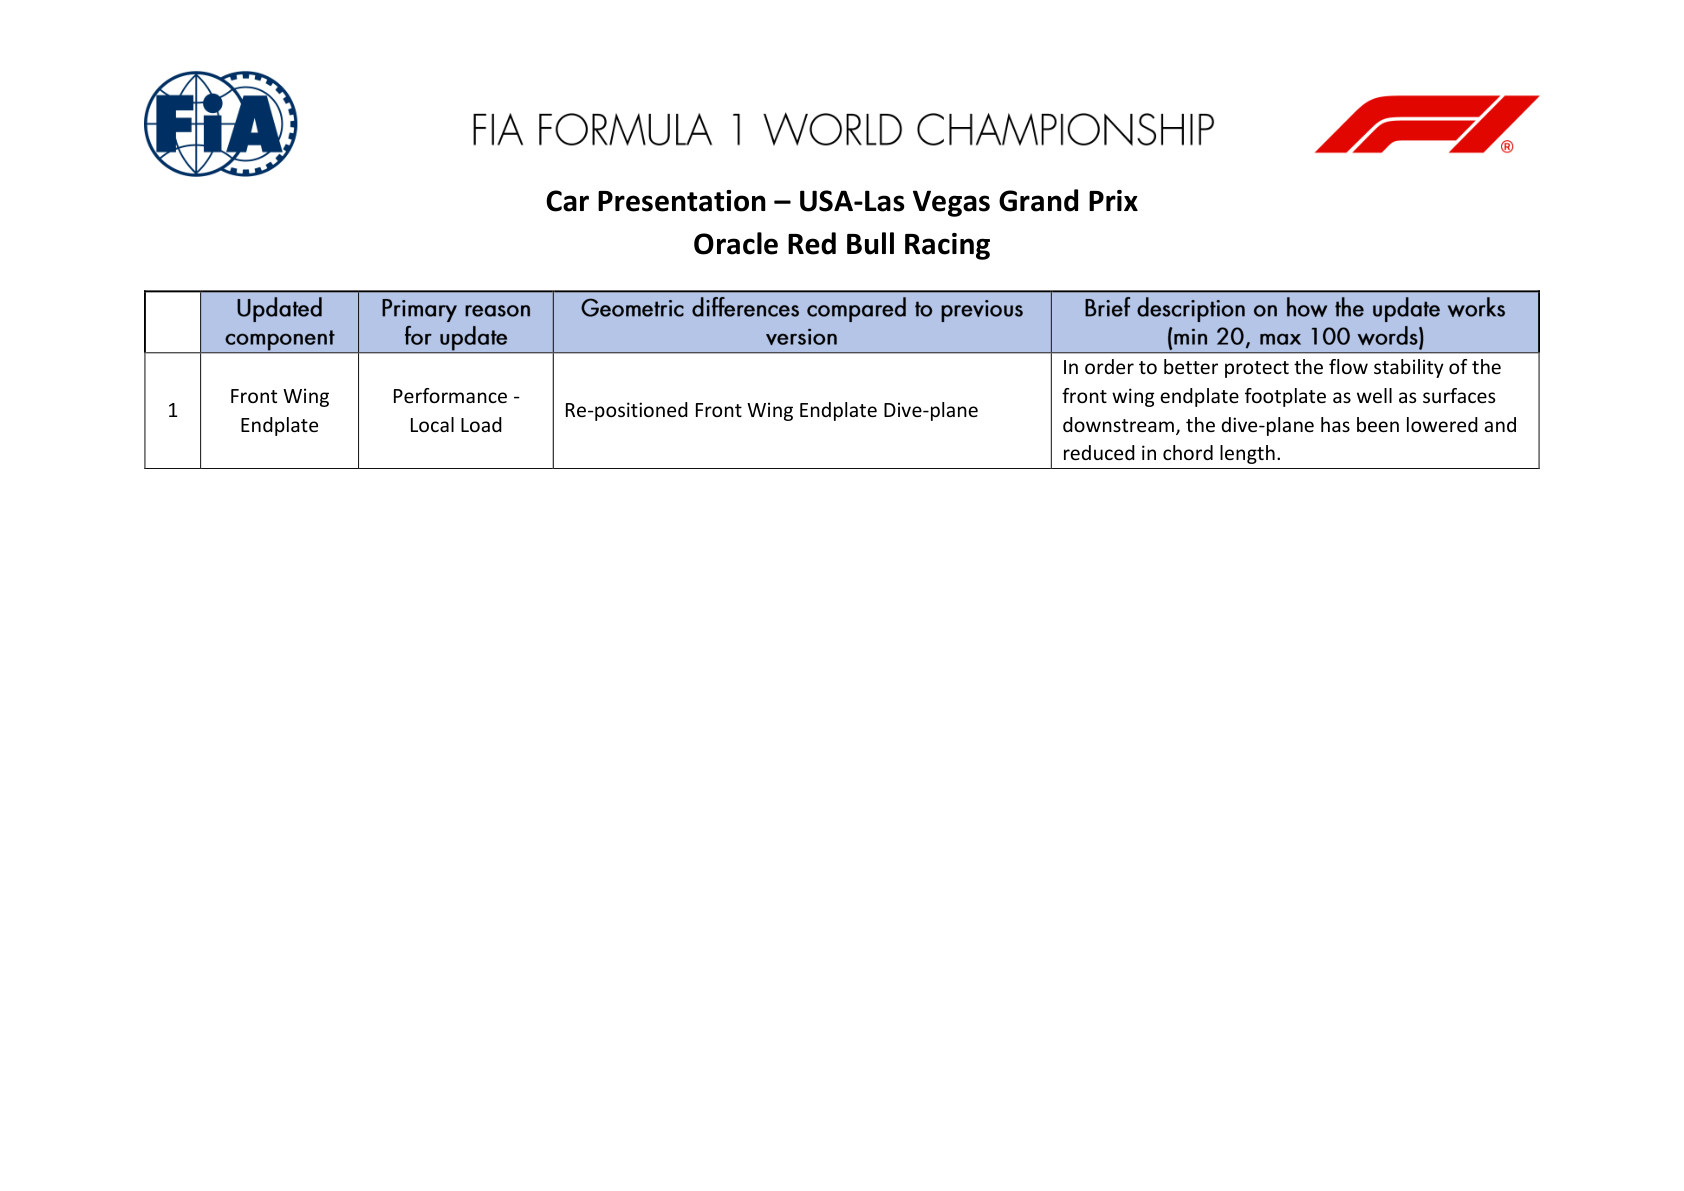 FiA
FIA FORMULA 1 WORLD CHAMPIONSHIP
F1®
Car Presentation – USA-Las Vegas Grand Prix
Oracle Red Bull Racing
Updated
component
Primary reason
for update
Geometric differences compared to previous
version
Brief description on how the update works
(min 20, max 100 words)
1
Front Wing
Endplate
Performance -
Local Load
Re-positioned Front Wing Endplate Dive-plane
In order to better protect the flow stability of the
front wing endplate footplate as well as surfaces
downstream, the dive-plane has been lowered and
reduced in chord length.